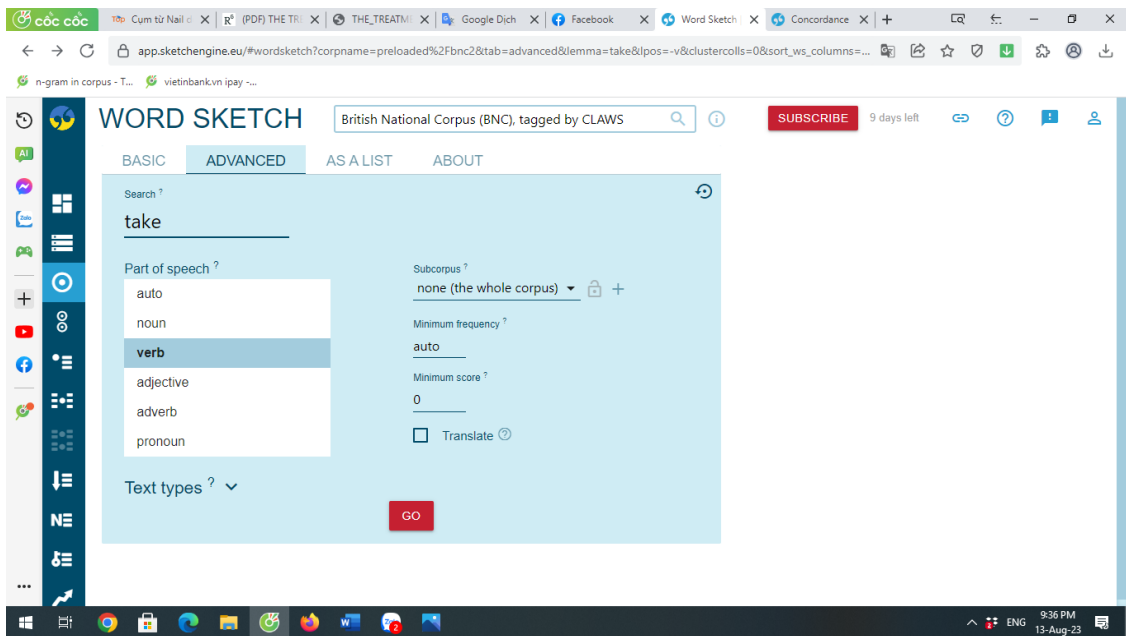 cốc cốc
Cụm từ Nail d
(PDF) THE TRE
THE_TREATME
Google Dịch
Facebook
Word Sketch
Concordance
app.sketchengine.eu/#wordsketch?corpname=preloaded%2Fbnc2&tab=advanced&lemma=take&lpos=-v&clustercolls=0&sort_ws_columns=...
n-gram in corpus - T...
vietinbank.vn ipay -...
WORD SKETCH
British National Corpus (BNC), tagged by CLAWS
SUBSCRIBE
9 days left
BASIC
ADVANCED
AS A LIST
ABOUT
Search ?
take
Part of speech ?
auto
noun
verb
adjective
adverb
pronoun
Subcorpus ?
none (the whole corpus)
Minimum frequency ?
auto
Minimum score ?
0
Translate ?
Text types ?
GO
AI
Zalo
N
ENG
9:36 PM
13-Aug-23